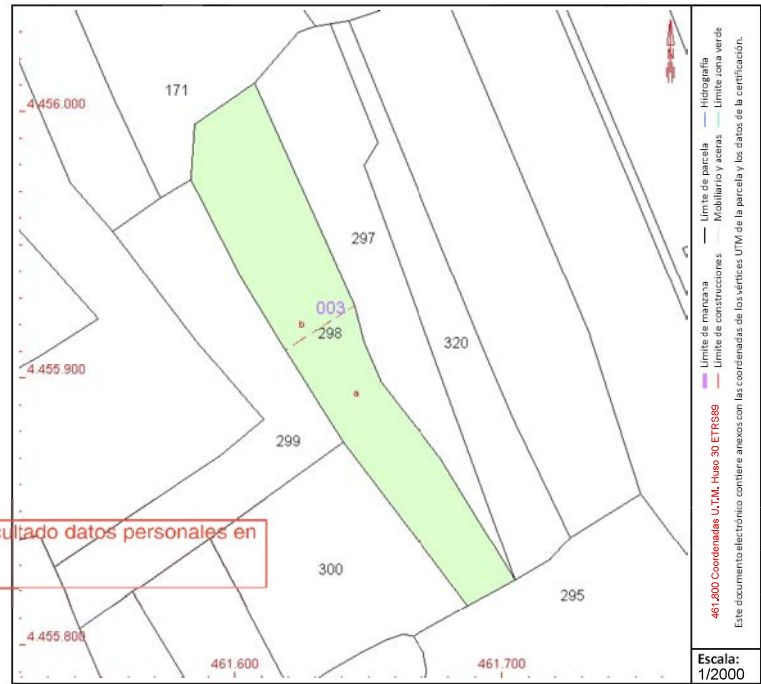 171
4.456.000
297
003
b
298
320
4.455.900
a
299
cultado datos personales en
300
295
4.455.800
461.600
461.700
N
Límite de manzana
Límite de parcela
Hidrografía
Límite de construcciones
Mobiliario y aceras
Límite zona verde
461.800 Coordenadas U.T.M. Huso 30 ETRS89
Este documento electrónico contiene anexos con las coordenadas de los vértices UTM de la parcela y los datos de la certificación.
Escala:
1/2000